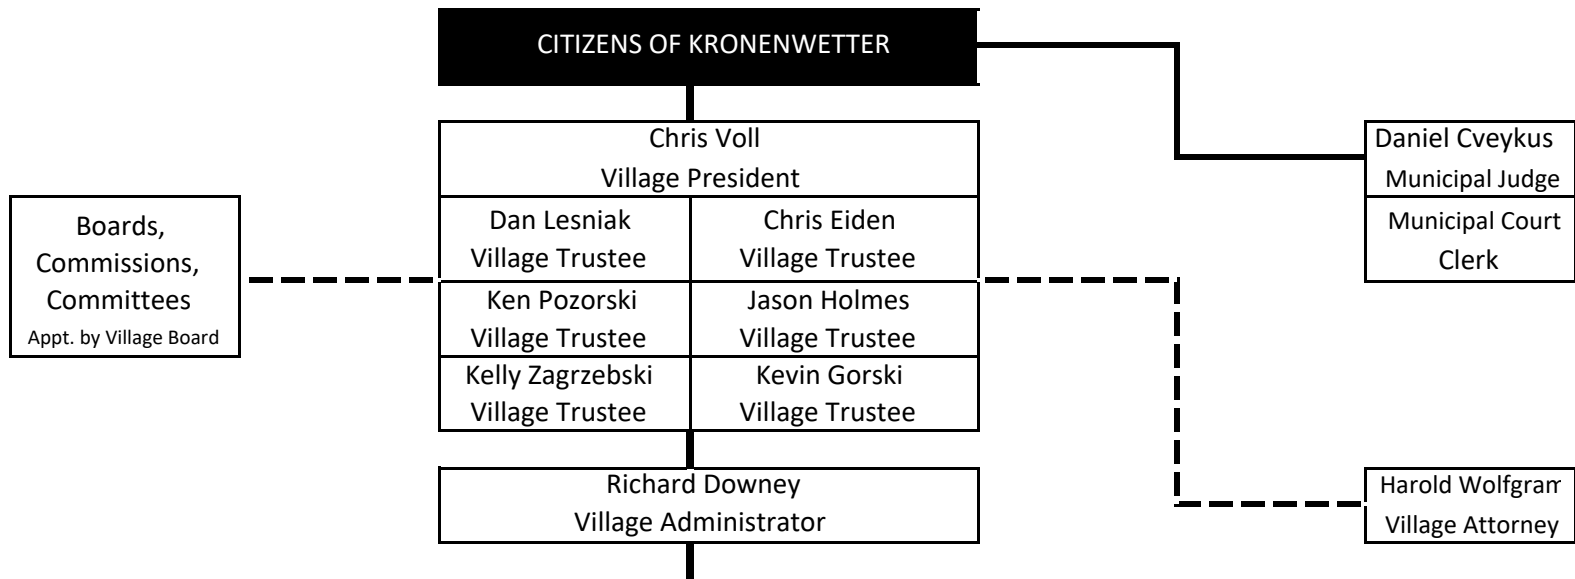 CITIZENS OF KRONENWETTER
Chris Voll
Village President
Daniel Cveykus
Municipal Judge
Municipal Court
Clerk
Boards,
Commissions,
Committees
Appt. by Village Board
Dan Lesniak
Village Trustee
Chris Eiden
Village Trustee
Ken Pozorski
Village Trustee
Jason Holmes
Village Trustee
Kelly Zagrzebski
Village Trustee
Kevin Gorski
Village Trustee
Richard Downey
Village Administrator
Harold
Village Attorney